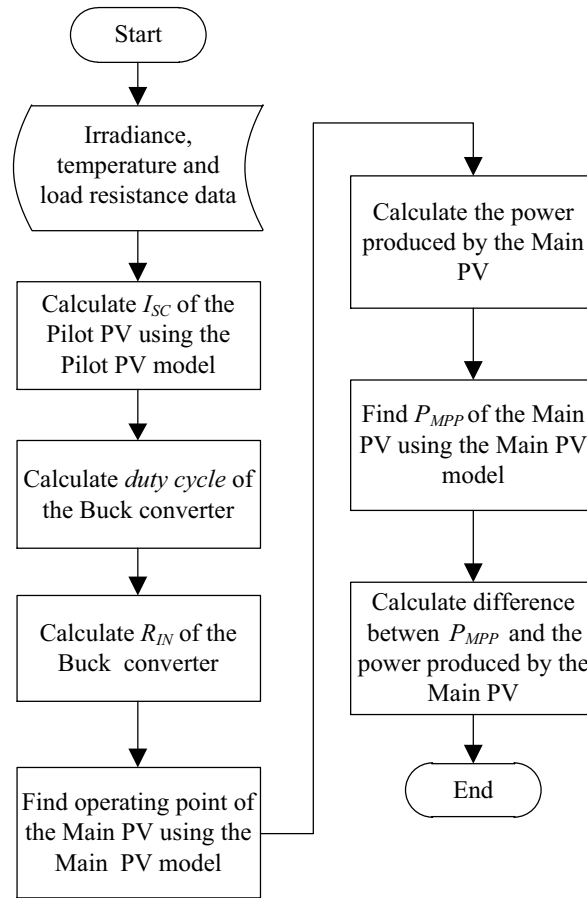 Start
Irradiance,
temperature and
load resistance data
Calculate I_SC of the
Pilot PV using the
Pilot PV model
Calculate duty cycle of
the Buck converter
Calculate R_IN of the
Buck converter
Find operating point of
the Main PV using the
Main PV model
Calculate the power
produced by the Main
PV
Find P_MPP of the Main
PV using the Main PV
model
Calculate difference
betwen P_MPP and the
power produced by the
Main PV
End